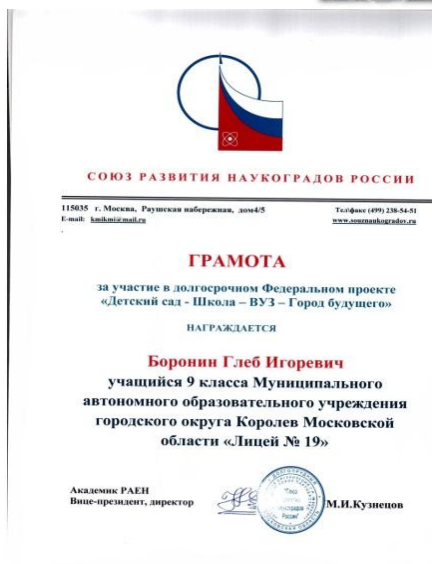 СОЮЗ РАЗВИТИЯ НАУКОГРАДОВ РОССИИ
115035 г. Москва, Раушская набережная, дом4/5
Тел\факс (499) 238-54-51
E-mail: kmikmi@mail.ru
www.souznaukogradov.ru
ГРАМОТА
за участие в долгосрочном Федеральном проекте
«Детский сад - Школа – ВУЗ – Город будущего»
НАГРАЖДАЕТСЯ
Боронин Глеб Игоревич
учащийся 9 класса Муниципального
автономного образовательного учреждения
городского округа Королев Московской
области «Лицей № 19»
Академик РАЕН
Вице-президент, директор
М.И.Кузнецов